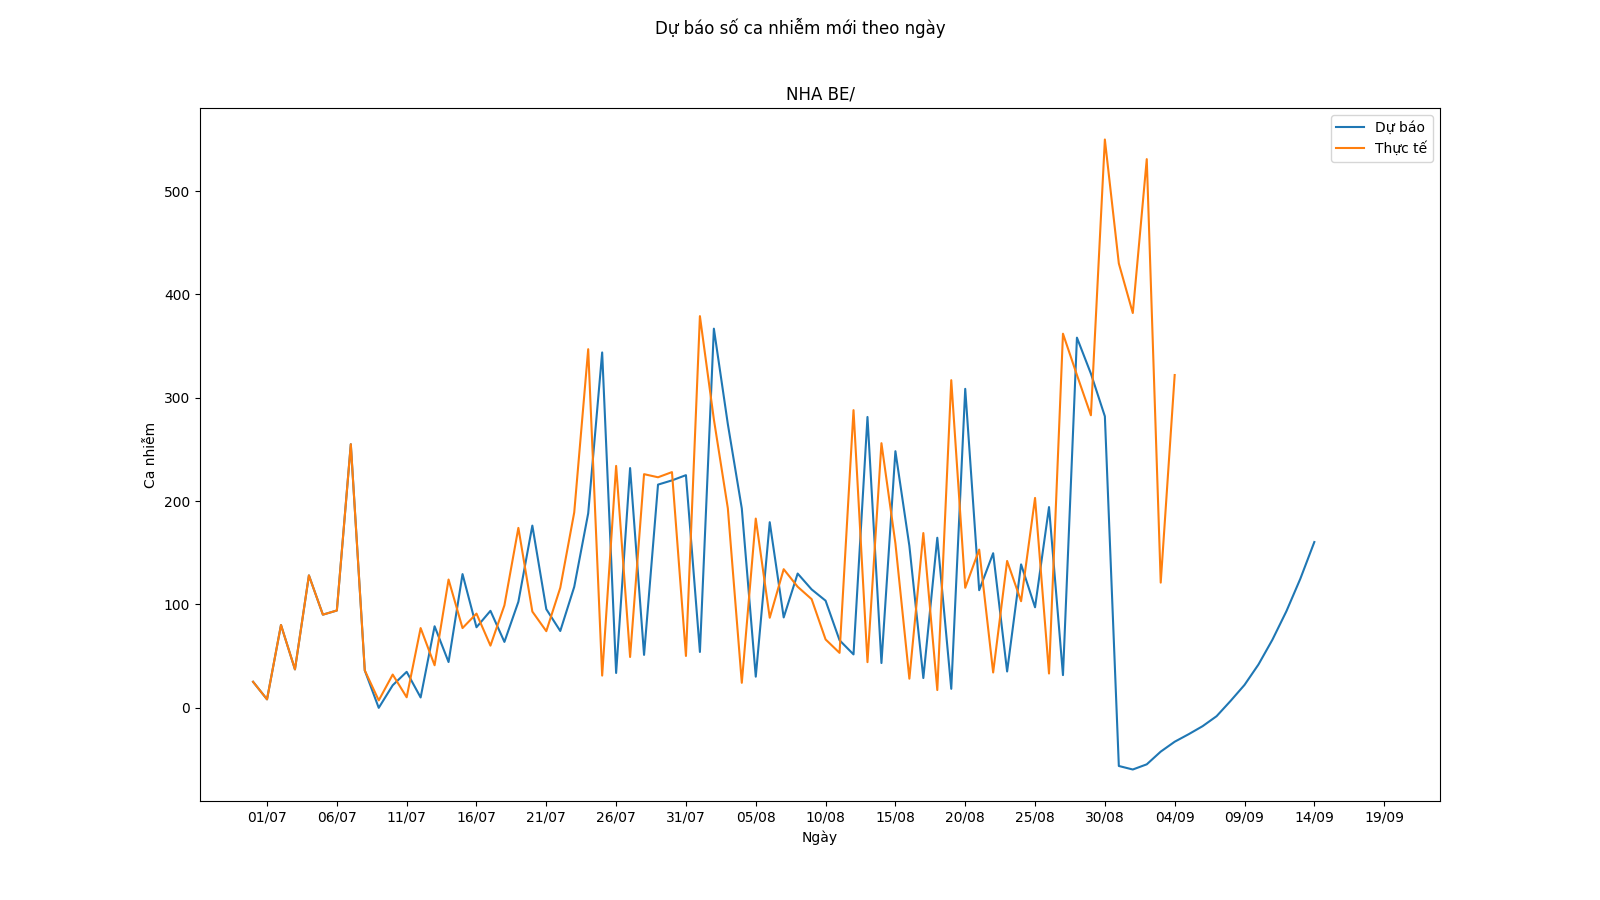 Dự báo số ca nhiễm mới theo ngày
NHA BE/
Dự báo
Thực tế
500
400
300
200
100
0
Ca nhiễm
01/07 06/07 11/07 16/07 21/07 26/07 31/07 05/08 10/08 15/08 20/08 25/08 30/08 04/09 09/09 14/09 19/09
Ngày